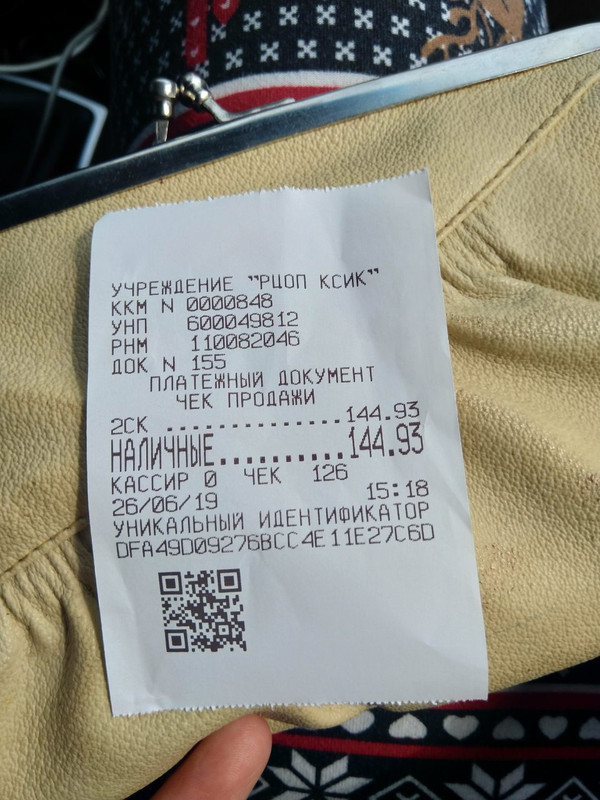 УЧРЕЖДЕНИЕ "РЦОП КСИК"
ККМ N 0000848
УНП 600049812
РНМ 110082046
ДОК N 155
ПЛАТЕЖНЫЙ ДОКУМЕНТ
ЧЕК ПРОДАЖИ
2СК ...............144.93
НАЛИЧНЫЕ..........144.93
КАССИР 0 ЧЕК 126
26/06/19 15:18
УНИКАЛЬНЫЙ ИДЕНТИФИКАТОР
DFA49D09276BCC4E11E27C6D